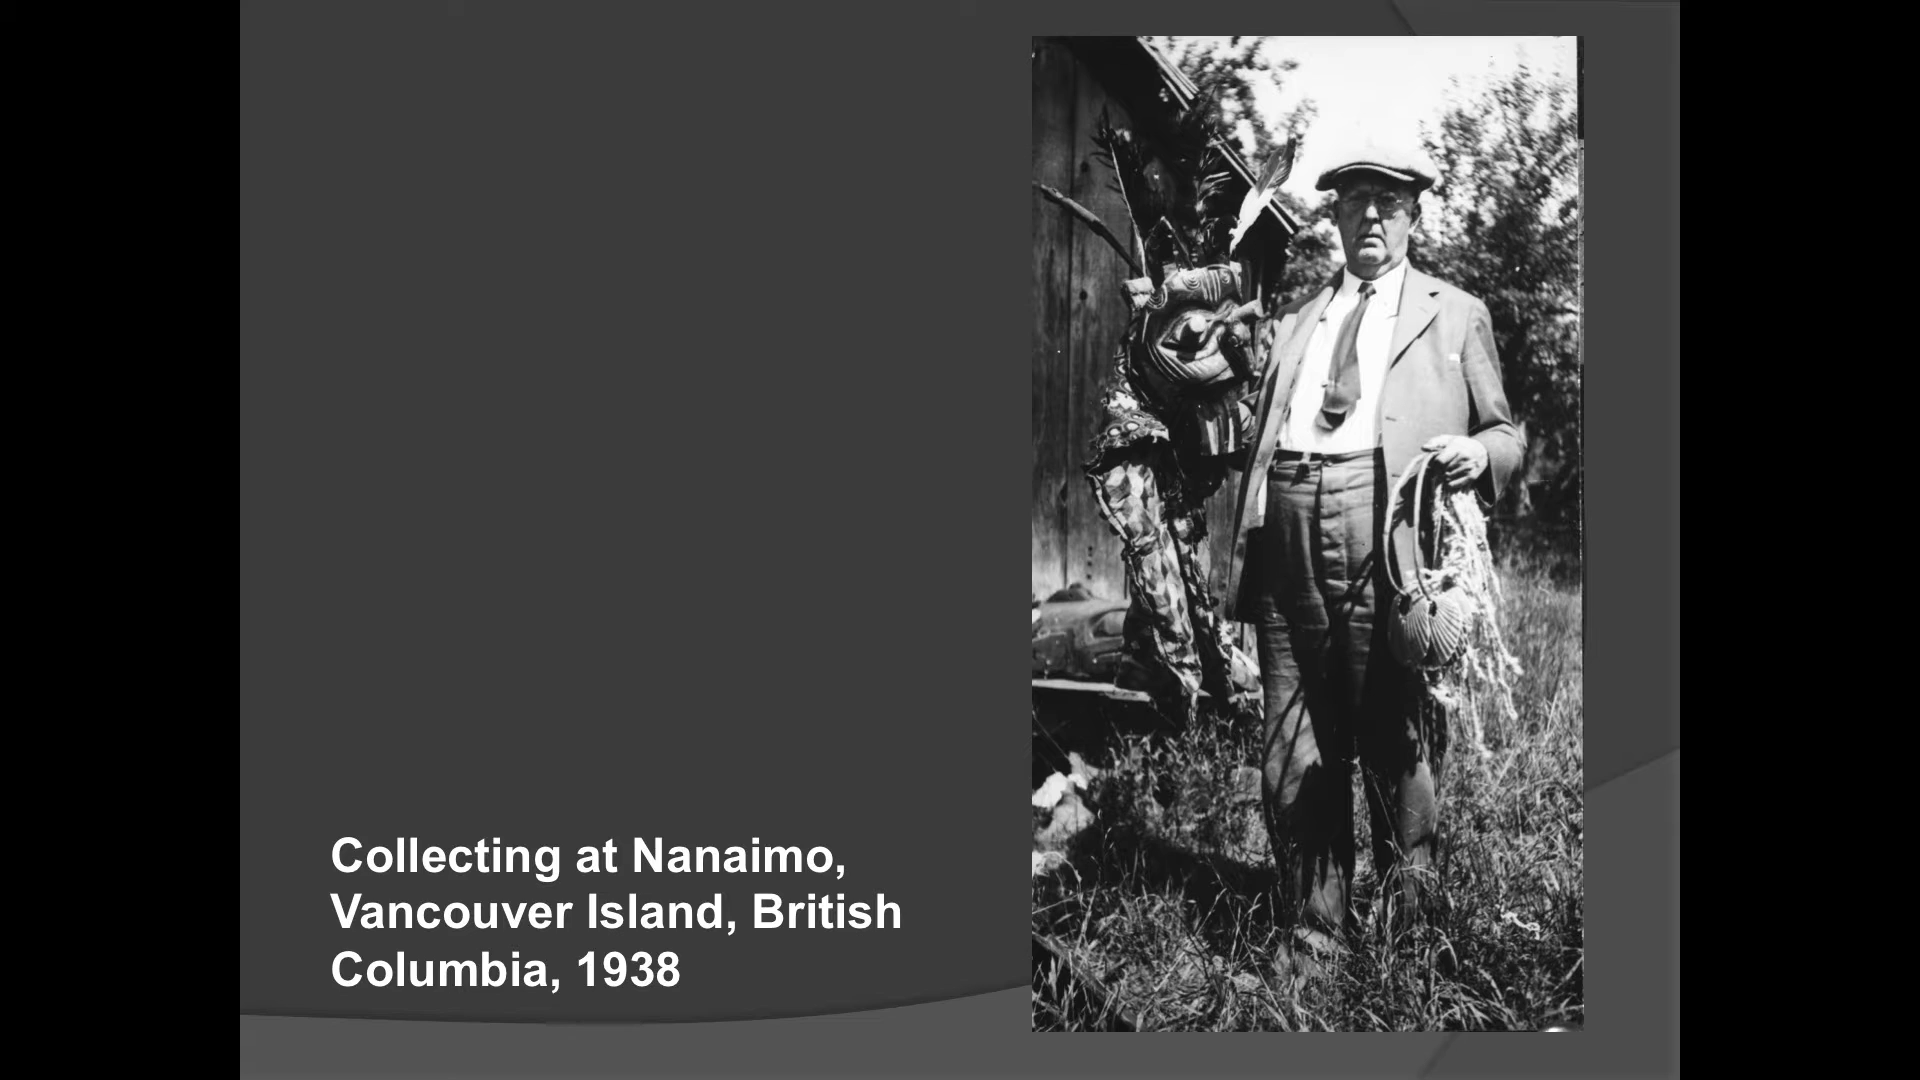 Collecting at Nanaimo,
Vancouver Island, British
Columbia, 1938